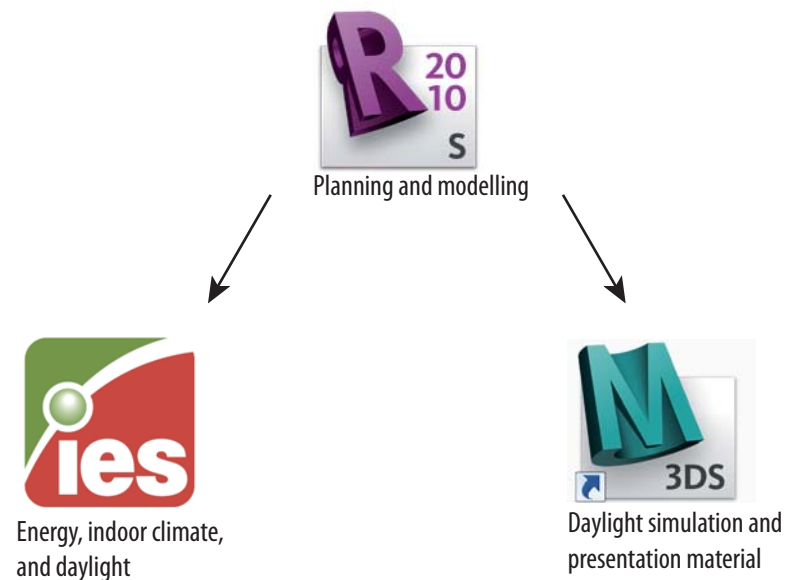 R
20
10
S
Planning and modelling
ies
Energy, indoor climate,
and daylight
M
3DS
Daylight simulation and
presentation material